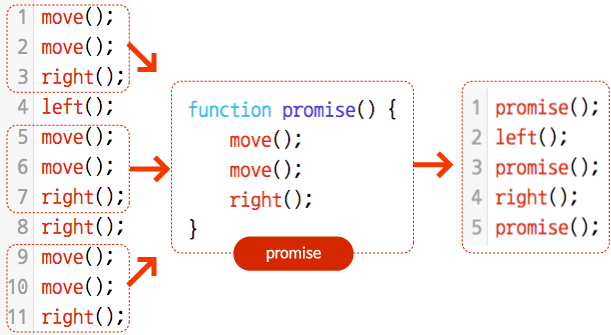 1 move();
2 move();
3 right();
4 left();
5 move();
6 move();
7 right();
8 right();
9 move();
10 move();
11 right();
function promise() {
move();
move();
right();
}
promise
1 promise();
2 left();
3 promise();
4 right();
5 promise();